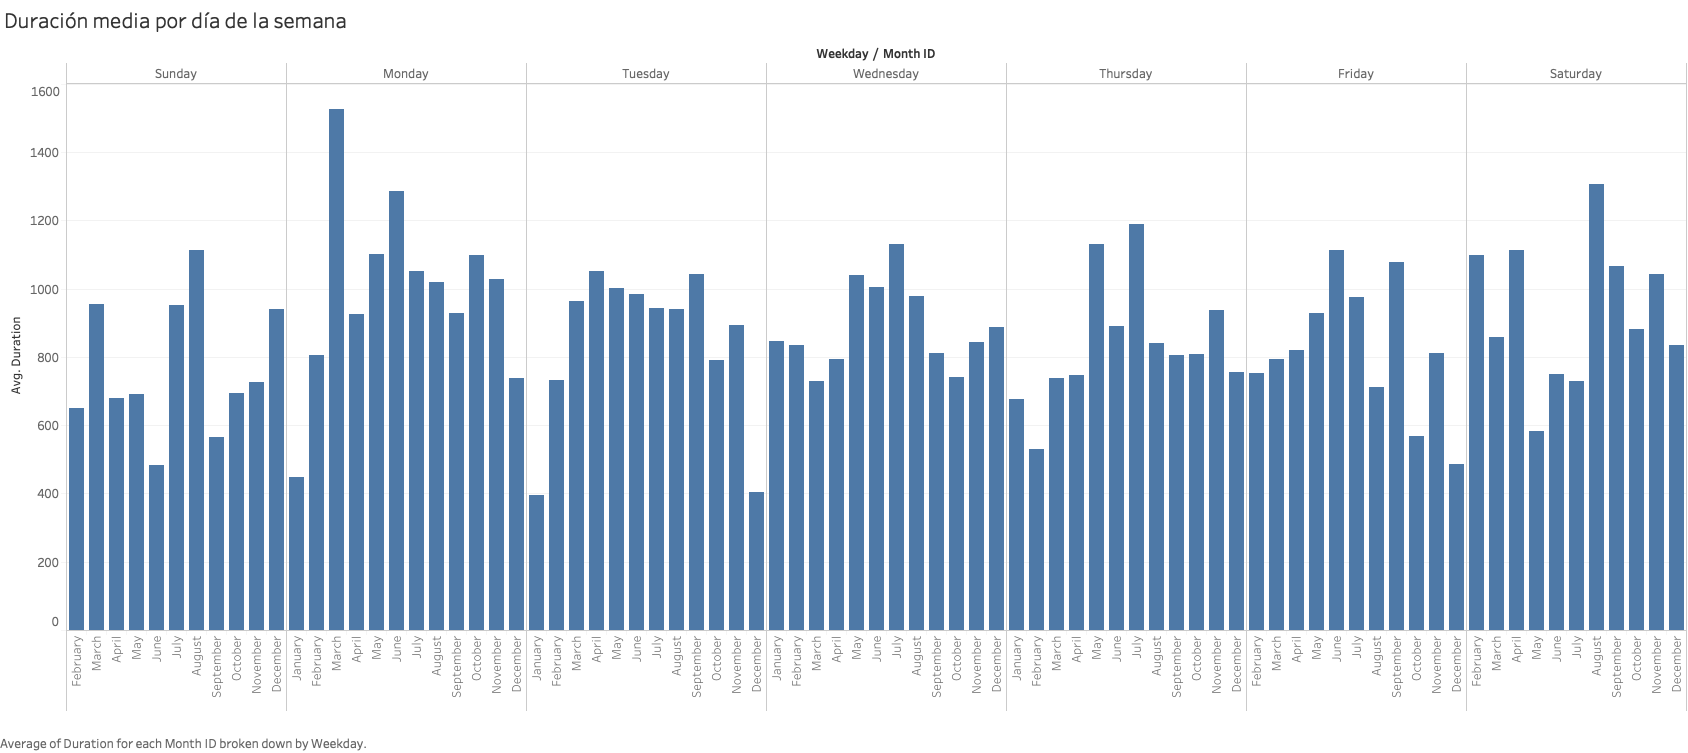 Duración media por día de la semana
Weekday / Month ID
Sunday Monday Tuesday Wednesday Thursday Friday Saturday
Avg. Duration
1600
1400
1200
1000
800
600
400
200
0
February March April May June July August September October November December January February March April May June July August September October November December January February March April May June July August September October November December January February March April May June July August September October November December January February March April May June July August September October November December February March April May June July August September October November December February March April May June July August September October November December
Average of Duration for each Month ID broken down by Weekday.